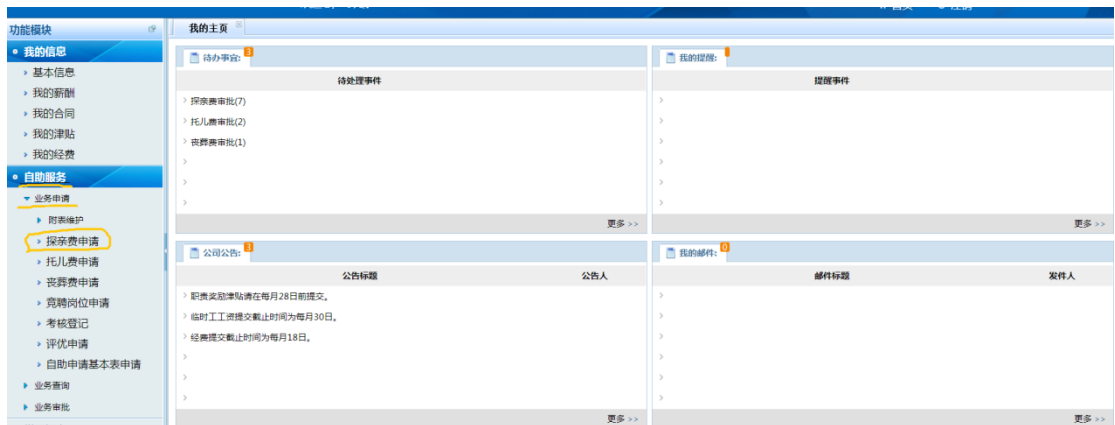 功能模块
我的主页
我的信息
基本信息
我的薪酬
我的合同
我的津贴
我的经费
自助服务
业务申请
附表维护
探亲费申请
托儿费申请
丧葬费申请
竞聘岗位申请
考核登记
评优申请
自助申请基本表申请
业务查询
业务审批
待办事宜: 3
待处理事件
探亲费审批(7)
托儿费审批(2)
丧葬费审批(1)
更多 >>
我的提醒:
提醒事件
更多 >>
公司公告: 3
公告标题 公告人
职责奖励津贴请在每月28日前提交。
临时工工资提交截止时间为每月30日。
经费提交截止时间为每月18日。
更多 >>
我的邮件: 0
邮件标题 发件人
更多 >>